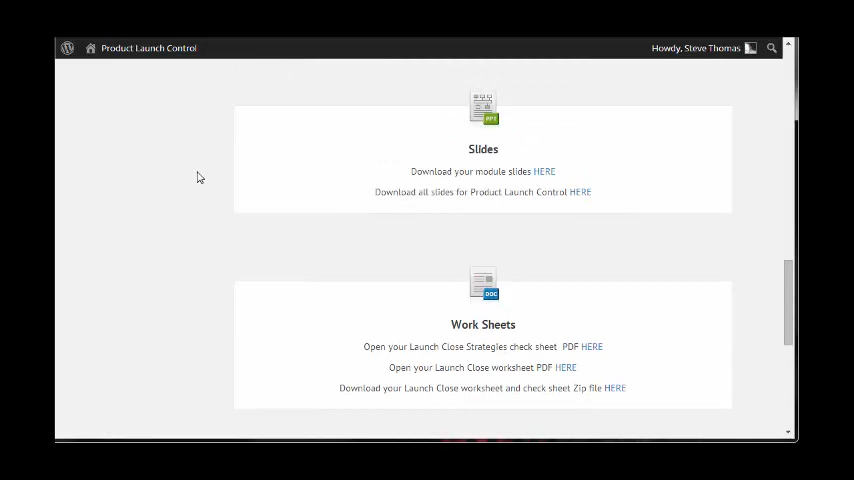 Product Launch Control
Howdy, Steve Thomas
PPT
Slides
Download your module slides HERE
Download all slides for Product Launch Control HERE
DOC
Work Sheets
Open your Launch Close Strategies check sheet PDF HERE
Open your Launch Close worksheet PDF HERE
Download your Launch Close worksheet and check sheet Zip file HERE